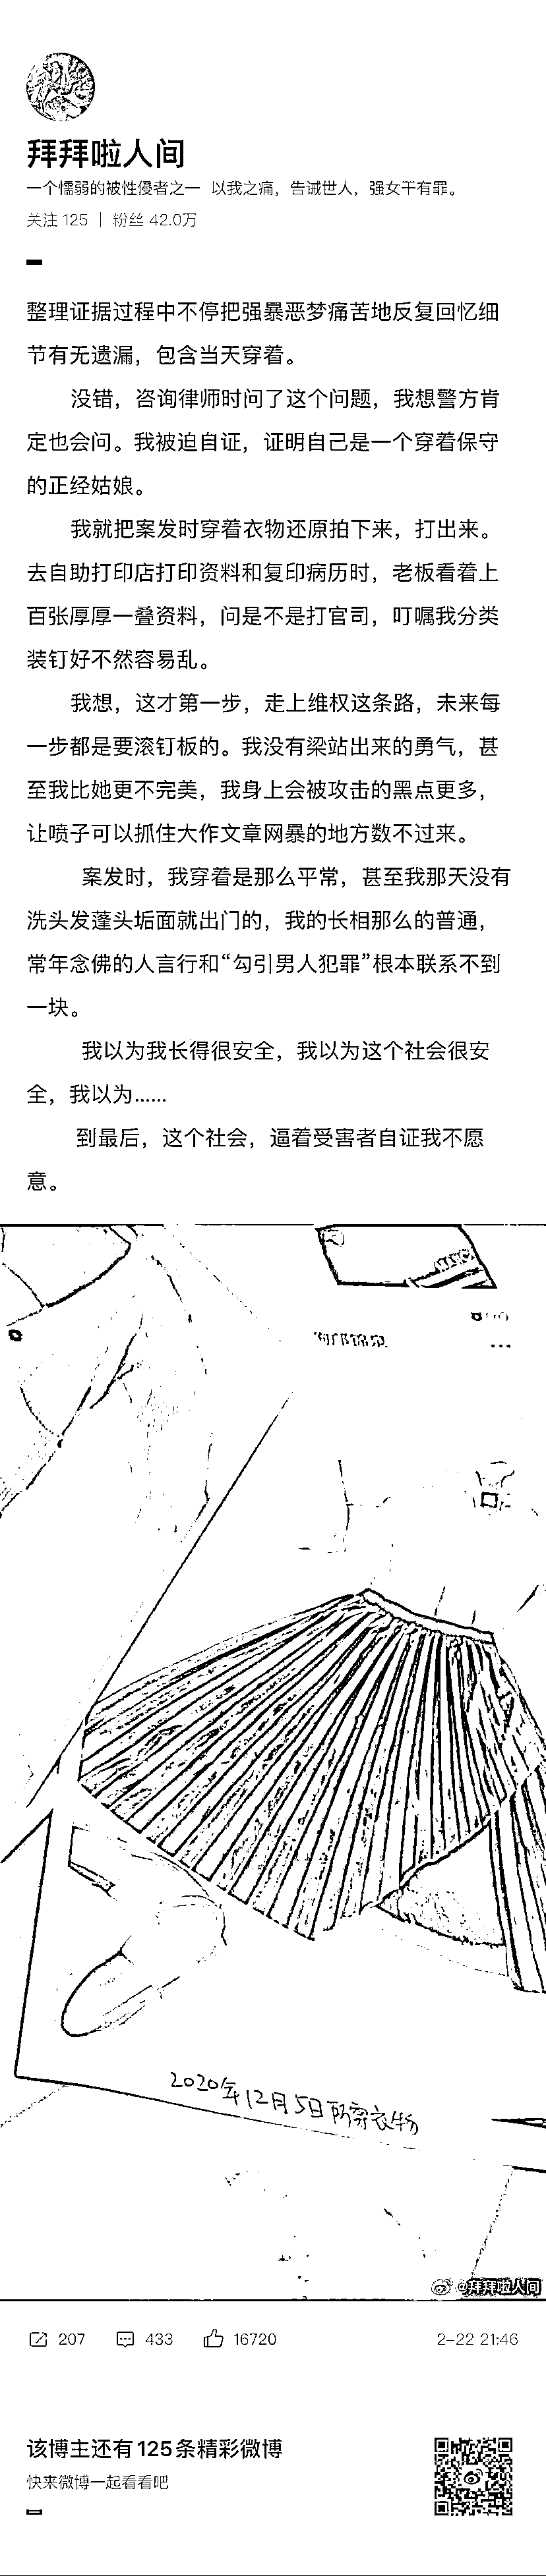 拜拜啦人间
一个懦弱的被性侵者之一 以我之痛，告诫世人，强女干有罪。
关注 125 | 粉丝 42.0万
整理证据过程中不停把强暴恶梦痛苦地反复回忆细
节有无遗漏，包含当天穿着。
没错，咨询律师时问了这个问题，我想警方肯
定也会问。我被迫自证，证明自己是一个穿着保守
的正经姑娘。
我就把案发时穿着衣物还原拍下来，打出来。
去自助打印店打印资料和复印病历时，老板看着上
百张厚厚一叠资料，问是不是打官司，叮嘱我分类
装钉好不然容易乱。
我想，这才第一步，走上维权这条路，未来每
一步都是要滚钉板的。我没有梁站出来的勇气，甚
至我比她更不完美，我身上会被攻击的黑点更多，
让喷子可以抓住大作文章网暴的地方数不过来。
案发时，我穿着是那么平常，甚至我那天没有
洗头发蓬头垢面就出门的，我的长相那么的普通，
常年念佛的人言行和“勾引男人犯罪”根本联系不到
一块。
我以为我长得很安全，我以为这个社会很安
全，我以为……
到最后，这个社会，逼着受害者自证我不愿
意。
2020年12月5日所穿衣物
@拜拜啦人间
207 433 16720 2-22 21:46
该博主还有125条精彩微博
快来微博一起看看吧